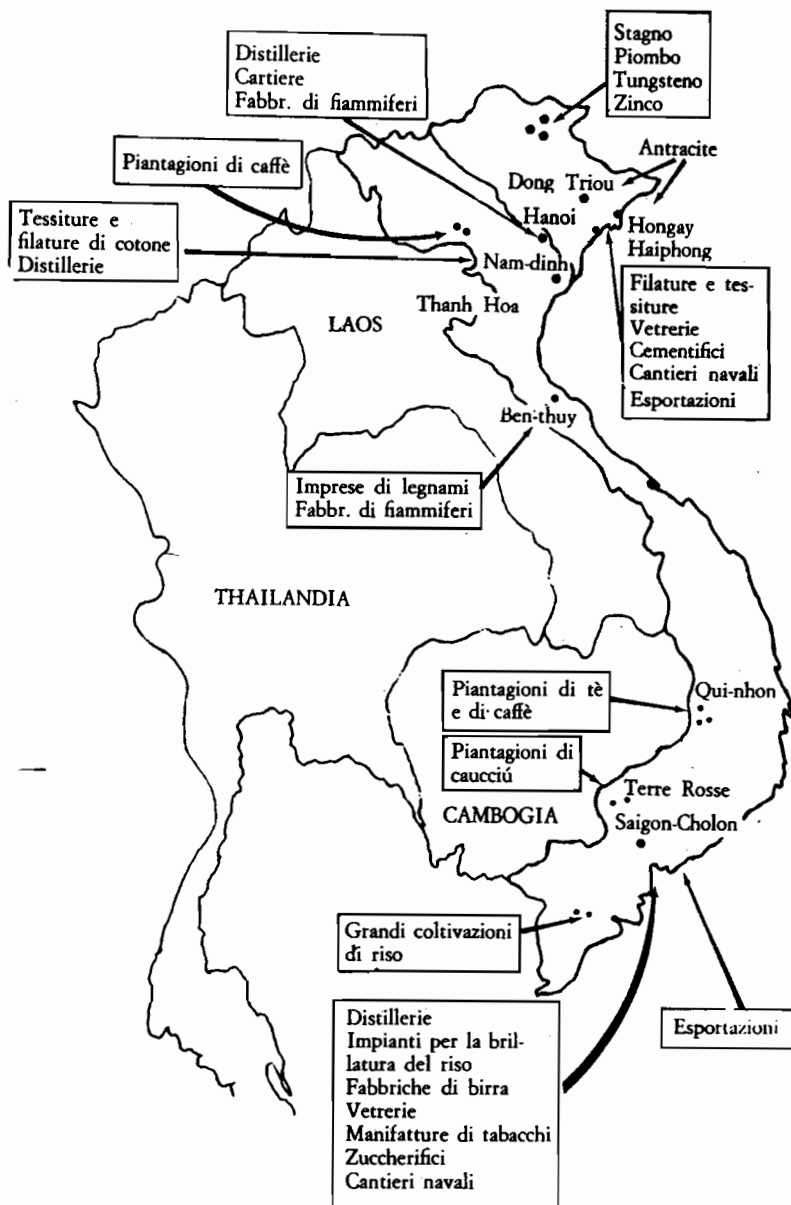 Stagno
Piombo
Tungsteno
Zinco
Distillerie
Cartiere
Fabbr. di fiammiferi
Antracite
Piantagioni di caffè
Dong Triou
Tessiture e
filature di cotone
Distillerie
Hanoi
Hongay
Haiphong
Nam-dinh
Filature e tes-
siture
Vetrerie
Cementifici
Cantieri navali
Esportazioni
Thanh Hoa
LAOS
Ben-thuy
Imprese di legnami
Fabbr. di fiammiferi
THAILANDIA
Piantagioni di tè
e di caffè
Qui-nhon
Piantagioni di
caucciú
Terre Rosse
CAMBOGIA
Saigon-Cholon
Grandi coltivazioni
di riso
Esportazioni
Distillerie
Impianti per la bril-
latura del riso
Fabbriche di birra
Vetrerie
Manifatture di tabacchi
Zuccherifici
Cantieri navali